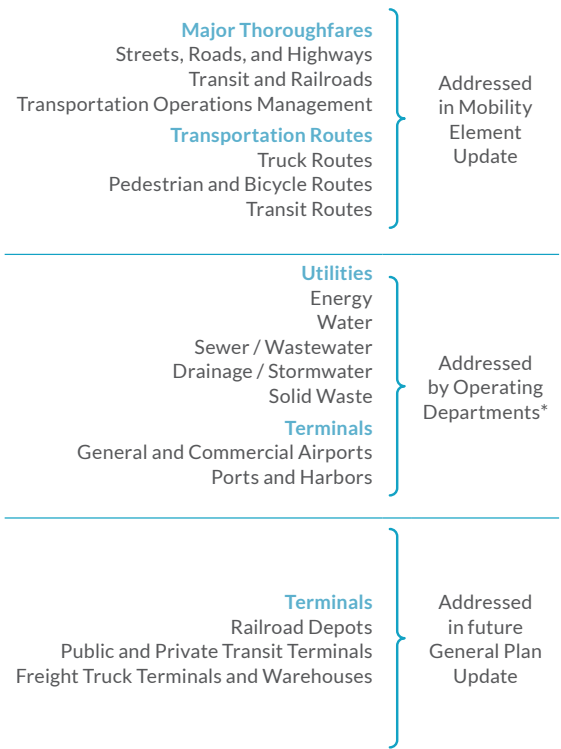 Major Thoroughfares
Streets, Roads, and Highways
Transit and Railroads
Transportation Operations Management
Transportation Routes
Truck Routes
Pedestrian and Bicycle Routes
Transit Routes
Addressed
in Mobility
Element
Update
Utilities
Energy
Water
Sewer / Wastewater
Drainage / Stormwater
Solid Waste
Terminals
General and Commercial Airports
Ports and Harbors
Addressed
by Operating
Departments*
Terminals
Railroad Depots
Public and Private Transit Terminals
Freight Truck Terminals and Warehouses
Addressed
in future
General Plan
Update